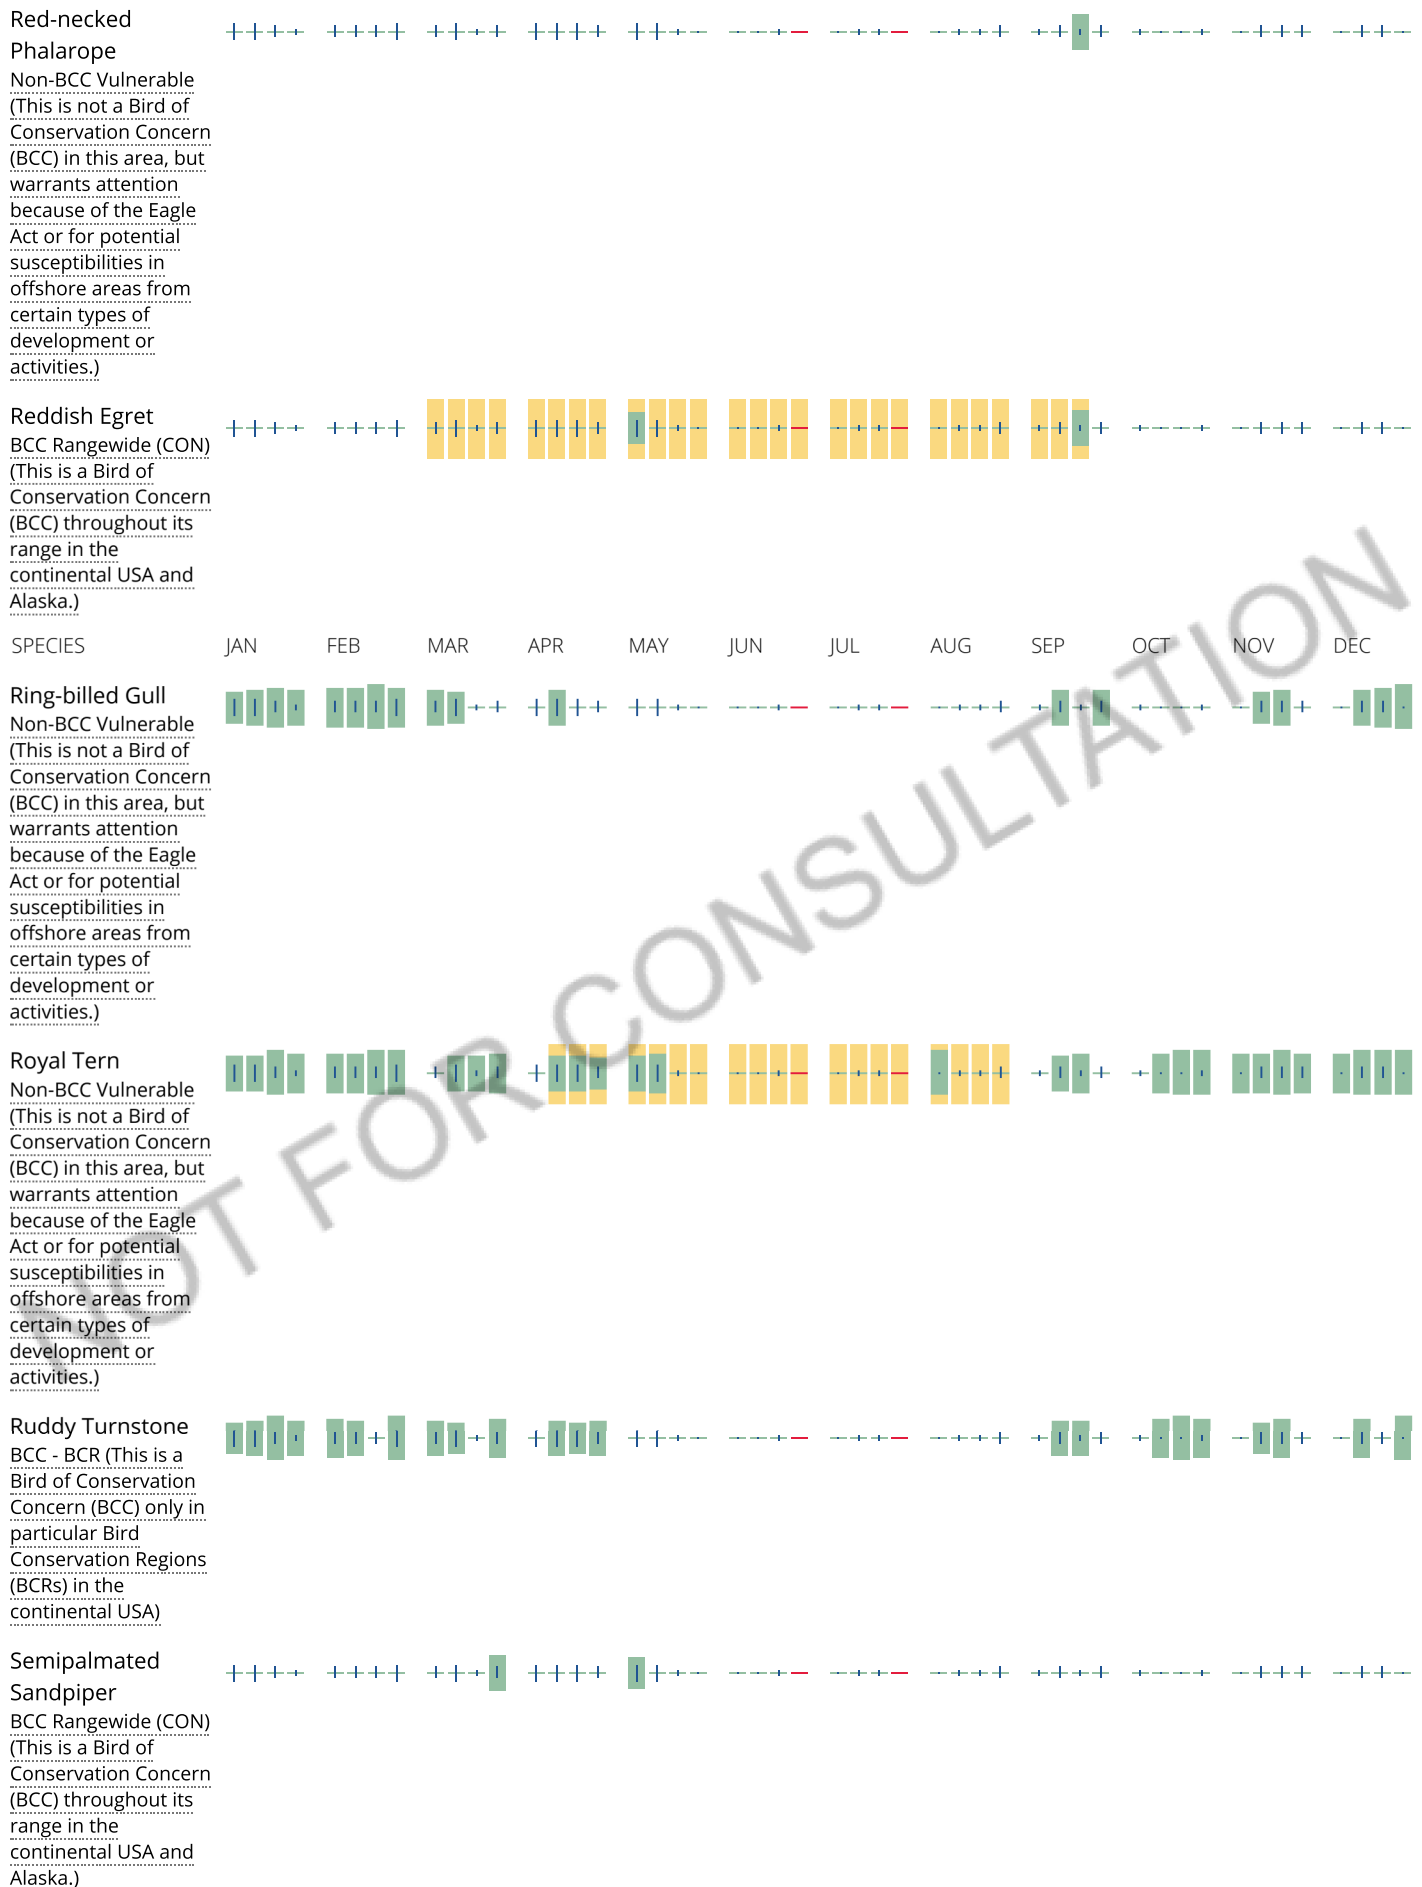 Red-necked
Phalarope
Non-BCC Vulnerable
(This is not a Bird of
Conservation Concern
(BCC) in this area, but
warrants attention
because of the Eagle
Act or for potential
susceptibilities in
offshore areas from
certain types of
development or
activities.)
Reddish Egret
BCC Rangewide (CON)
(This is a Bird of
Conservation Concern
(BCC) throughout its
range in the
continental USA and
Alaska.)
SPECIES JAN FEB MAR APR MAY JUN JUL AUG SEP OCT NOV DEC
Ring-billed Gull
Non-BCC Vulnerable
(This is not a Bird of
Conservation Concern
(BCC) in this area, but
warrants attention
because of the Eagle
Act or for potential
susceptibilities in
offshore areas from
certain types of
development or
activities.)
Royal Tern
Non-BCC Vulnerable
(This is not a Bird of
Conservation Concern
(BCC) in this area, but
warrants attention
because of the Eagle
Act or for potential
susceptibilities in
offshore areas from
certain types of
development or
activities.)
Ruddy Turnstone
BCC - BCR (This is a
Bird of Conservation
Concern (BCC) only in
particular Bird
Conservation Regions
(BCRs) in the
continental USA)
Semipalmated
Sandpiper
BCC Rangewide (CON)
(This is a Bird of
Conservation Concern
(BCC) throughout its
range in the
continental USA and
Alaska.)
NOT FOR CONSULTATION